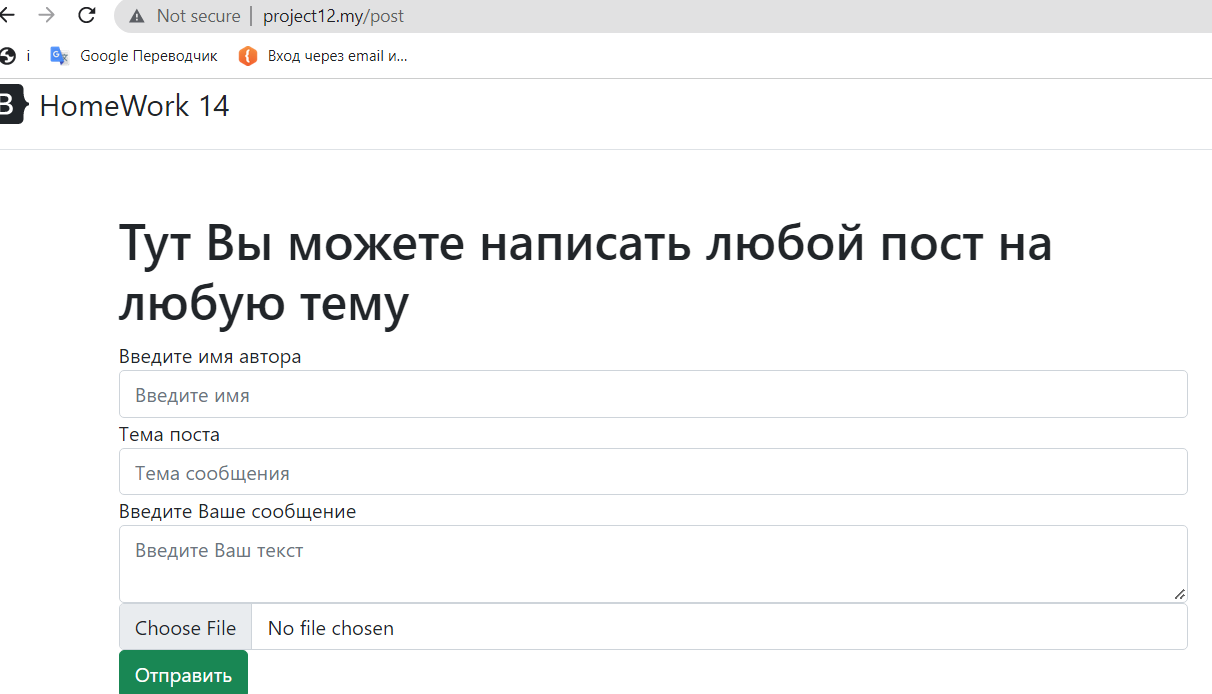 Not secure | project12.my/post
i Google Переводчик Вход через email и...
B HomeWork 14
Тут Вы можете написать любой пост на
любую тему
Введите имя автора
Введите имя
Тема поста
Тема сообщения
Введите Ваше сообщение
Введите Ваш текст
Choose File No file chosen
Отправить